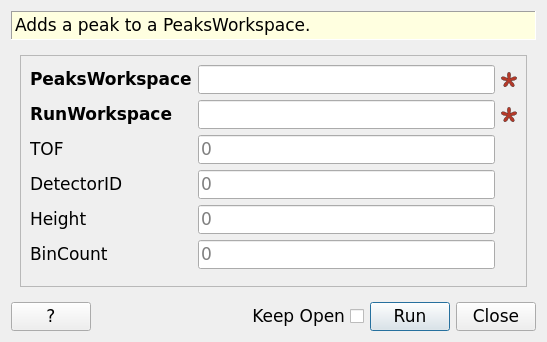 Adds a peak to a PeaksWorkspace.
PeaksWorkspace *
RunWorkspace *
TOF 0
DetectorID 0
Height 0
BinCount 0
? Keep Open Run Close